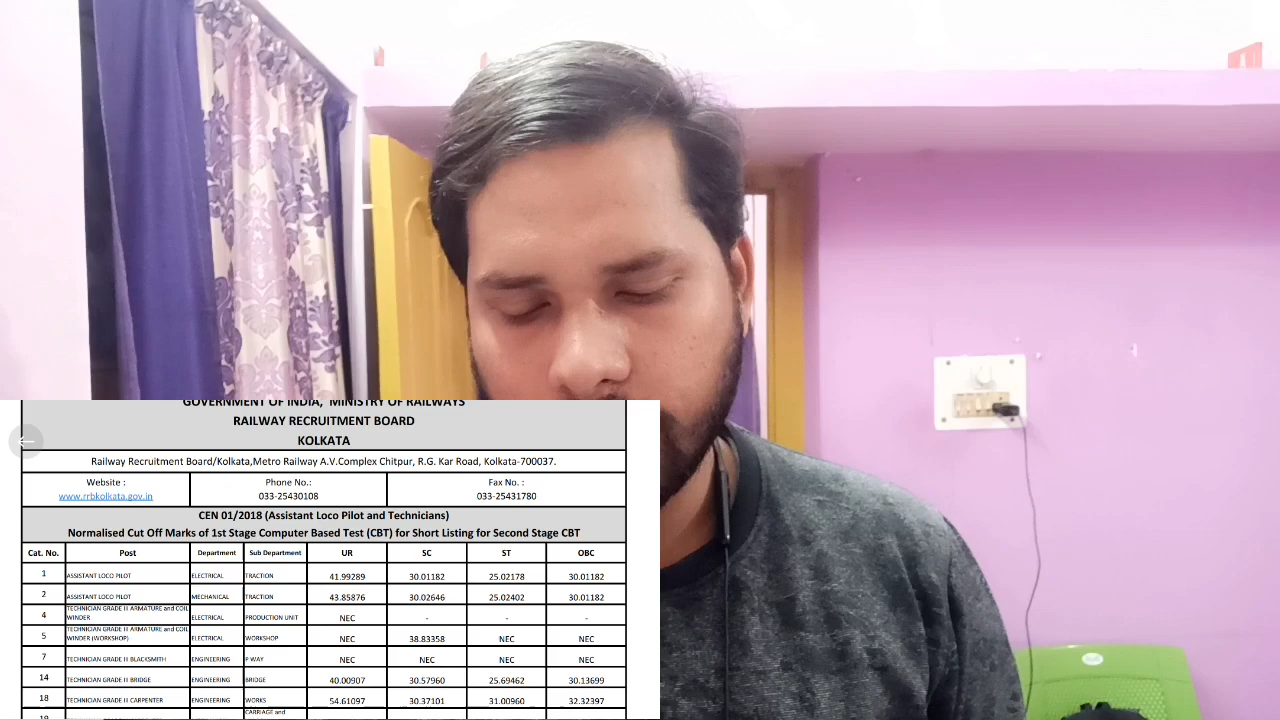 GOVERNMENT OF INDIA, MINISTRY OF RAILWAYS
RAILWAY RECRUITMENT BOARD
KOLKATA
Railway Recruitment Board/Kolkata,Metro Railway A.V.Complex Chitpur, R.G. Kar Road, Kolkata-700037.
Website : Phone No.: Fax No. :
www.rrbkolkata.gov.in 033-25430108 033-25431780
CEN 01/2018 (Assistant Loco Pilot and Technicians)
Normalised Cut Off Marks of 1st Stage Computer Based Test (CBT) for Short Listing for Second Stage CBT
Cat. No. Post Department Sub Department UR SC ST OBC
1 ASSISTANT LOCO PILOT ELECTRICAL TRACTION 41.99289 30.01182 25.02178 30.01182
2 ASSISTANT LOCO PILOT MECHANICAL TRACTION 43.85876 30.02646 25.02402 30.01182
4 TECHNICIAN GRADE III ARMATURE and COIL WINDER ELECTRICAL PRODUCTION UNIT NEC - - -
5 TECHNICIAN GRADE III ARMATURE and COIL WINDER (WORKSHOP) ELECTRICAL WORKSHOP NEC 38.83358 NEC NEC
7 TECHNICIAN GRADE III BLACKSMITH ENGINEERING P WAY NEC NEC NEC NEC
14 TECHNICIAN GRADE III BRIDGE ENGINEERING BRIDGE 40.00907 30.57960 25.69462 30.13699
18 TECHNICIAN GRADE III CARPENTER ENGINEERING WORKS 54.61097 30.37101 31.00960 32.32397
19 CARRIAGE and